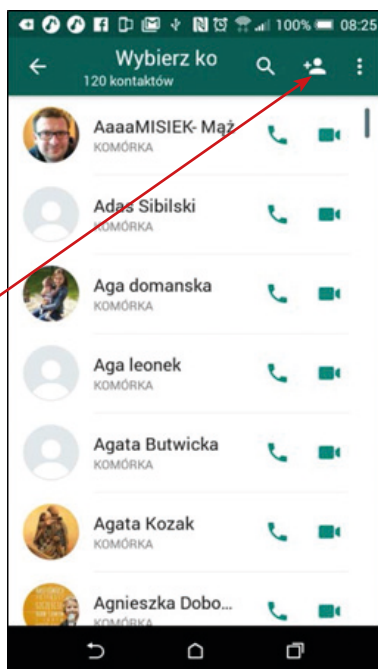 100% 08:25
Wybierz ko
120 kontaktów
AaaaMISIEK- Mąż
KOMÓRKA
Adas Sibilski
KOMÓRKA
Aga domanska
KOMÓRKA
Aga leonek
KOMÓRKA
Agata Butwicka
KOMÓRKA
Agata Kozak
KOMÓRKA
Agnieszka Dobo...
KOMÓRKA